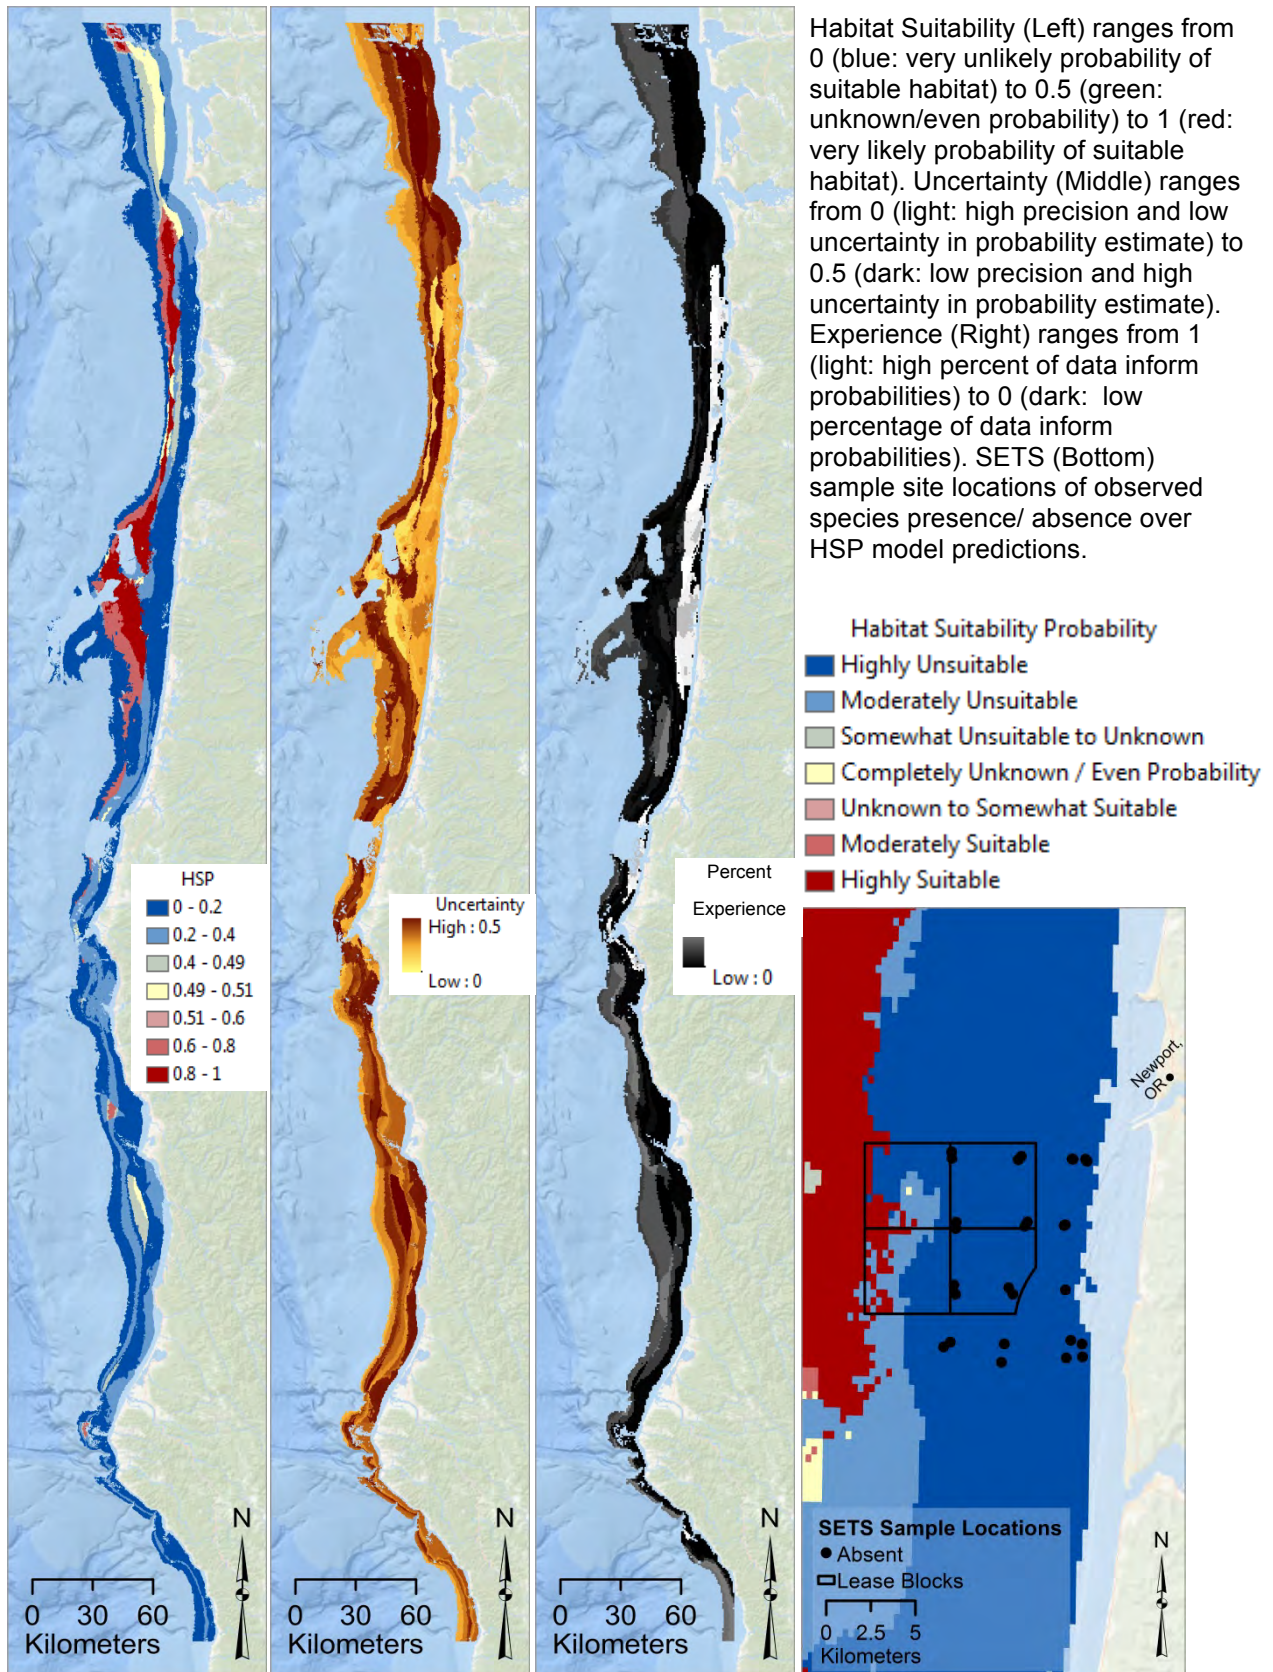 Habitat Suitability (Left) ranges from
0 (blue: very unlikely probability of
suitable habitat) to 0.5 (green:
unknown/even probability) to 1 (red:
very likely probability of suitable
habitat). Uncertainty (Middle) ranges
from 0 (light: high precision and low
uncertainty in probability estimate) to
0.5 (dark: low precision and high
uncertainty in probability estimate).
Experience (Right) ranges from 1
(light: high percent of data inform
probabilities) to 0 (dark: low
percentage of data inform
probabilities). SETS (Bottom)
sample site locations of observed
species presence/ absence over
HSP model predictions.
Habitat Suitability Probability
Highly Unsuitable
Moderately Unsuitable
Somewhat Unsuitable to Unknown
Completely Unknown / Even Probability
Unknown to Somewhat Suitable
Moderately Suitable
Highly Suitable
HSP
0 - 0.2
0.2 - 0.4
0.4 - 0.49
0.49 - 0.51
0.51 - 0.6
0.6 - 0.8
0.8 - 1
N
0 30 60
Kilometers
Uncertainty
High : 0.5
Low : 0
N
0 30 60
Kilometers
Percent
Experience
Low : 0
N
0 30 60
Kilometers
Newport,
OR
SETS Sample Locations
Absent
Lease Blocks
0 2.5 5
Kilometers
N